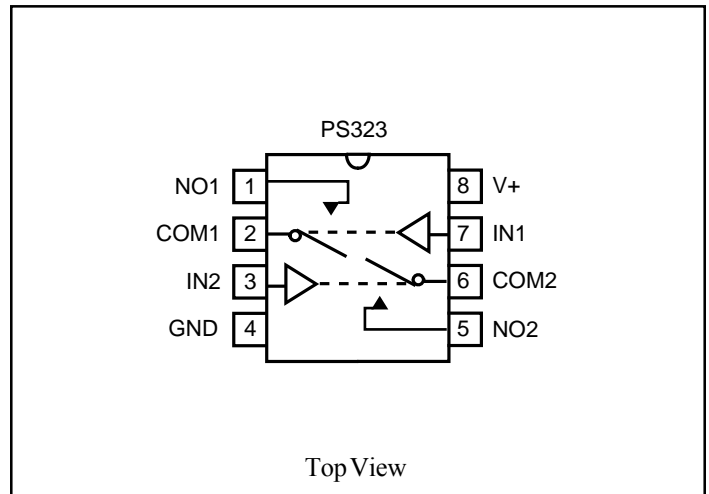 PS323
NO1 1 8 V+
COM1 2 7 IN1
IN2 3 6 COM2
GND 4 5 NO2
Top View